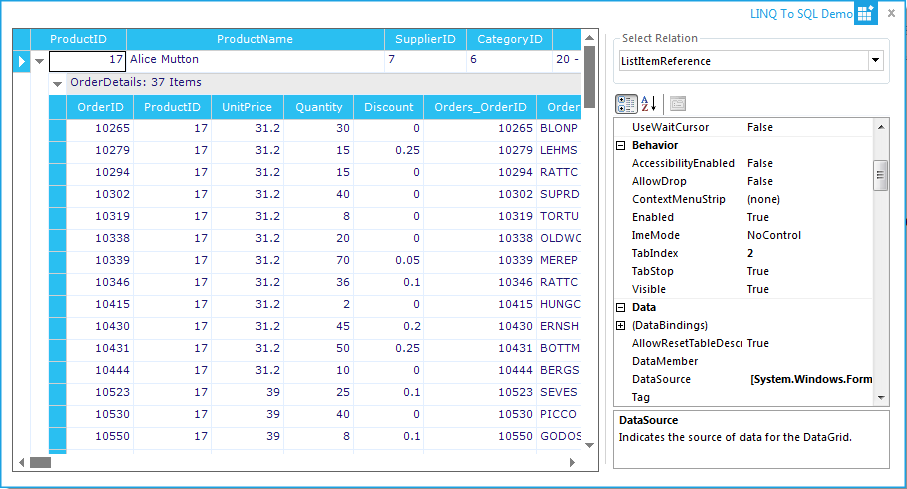 LINQ To SQL Demo
ProductID ProductName SupplierID CategoryID
17 Alice Mutton 7 6 20 -
OrderDetails: 37 Items
OrderID ProductID UnitPrice Quantity Discount Orders_OrderID Order
10265 17 31.2 30 0 10265 BLONP
10279 17 31.2 15 0.25 10279 LEHMS
10294 17 31.2 15 0 10294 RATTC
10302 17 31.2 40 0 10302 SUPRD
10319 17 31.2 8 0 10319 TORTU
10338 17 31.2 20 0 10338 OLDWO
10339 17 31.2 70 0.05 10339 MEREP
10346 17 31.2 36 0.1 10346 RATTC
10415 17 31.2 2 0 10415 HUNGC
10430 17 31.2 45 0.2 10430 ERNSH
10431 17 31.2 50 0.25 10431 BOTTM
10444 17 31.2 10 0 10444 BERGS
10523 17 39 25 0.1 10523 SEVES
10530 17 39 40 0 10530 PICCO
10550 17 39 8 0.1 10550 GODOS
Select Relation
ListItemReference
UseWaitCursor False
Behavior
AccessibilityEnabled False
AllowDrop False
ContextMenuStrip (none)
Enabled True
ImeMode NoControl
TabIndex 2
TabStop True
Visible True
Data
(DataBindings)
AllowResetTableDescr True
DataMember
DataSource [System.Windows.Form
Tag
DataSource
Indicates the source of data for the DataGrid.